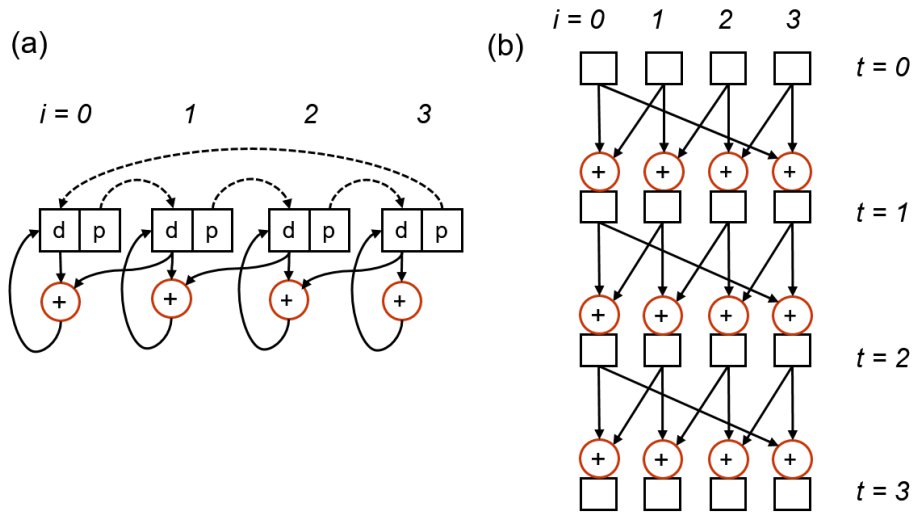 (a)
i = 0 1 2 3
d p d p d p d p
+ + + +
(b)
i = 0 1 2 3
t = 0
+ + + +
t = 1
+ + + +
t = 2
+ + + +
t = 3